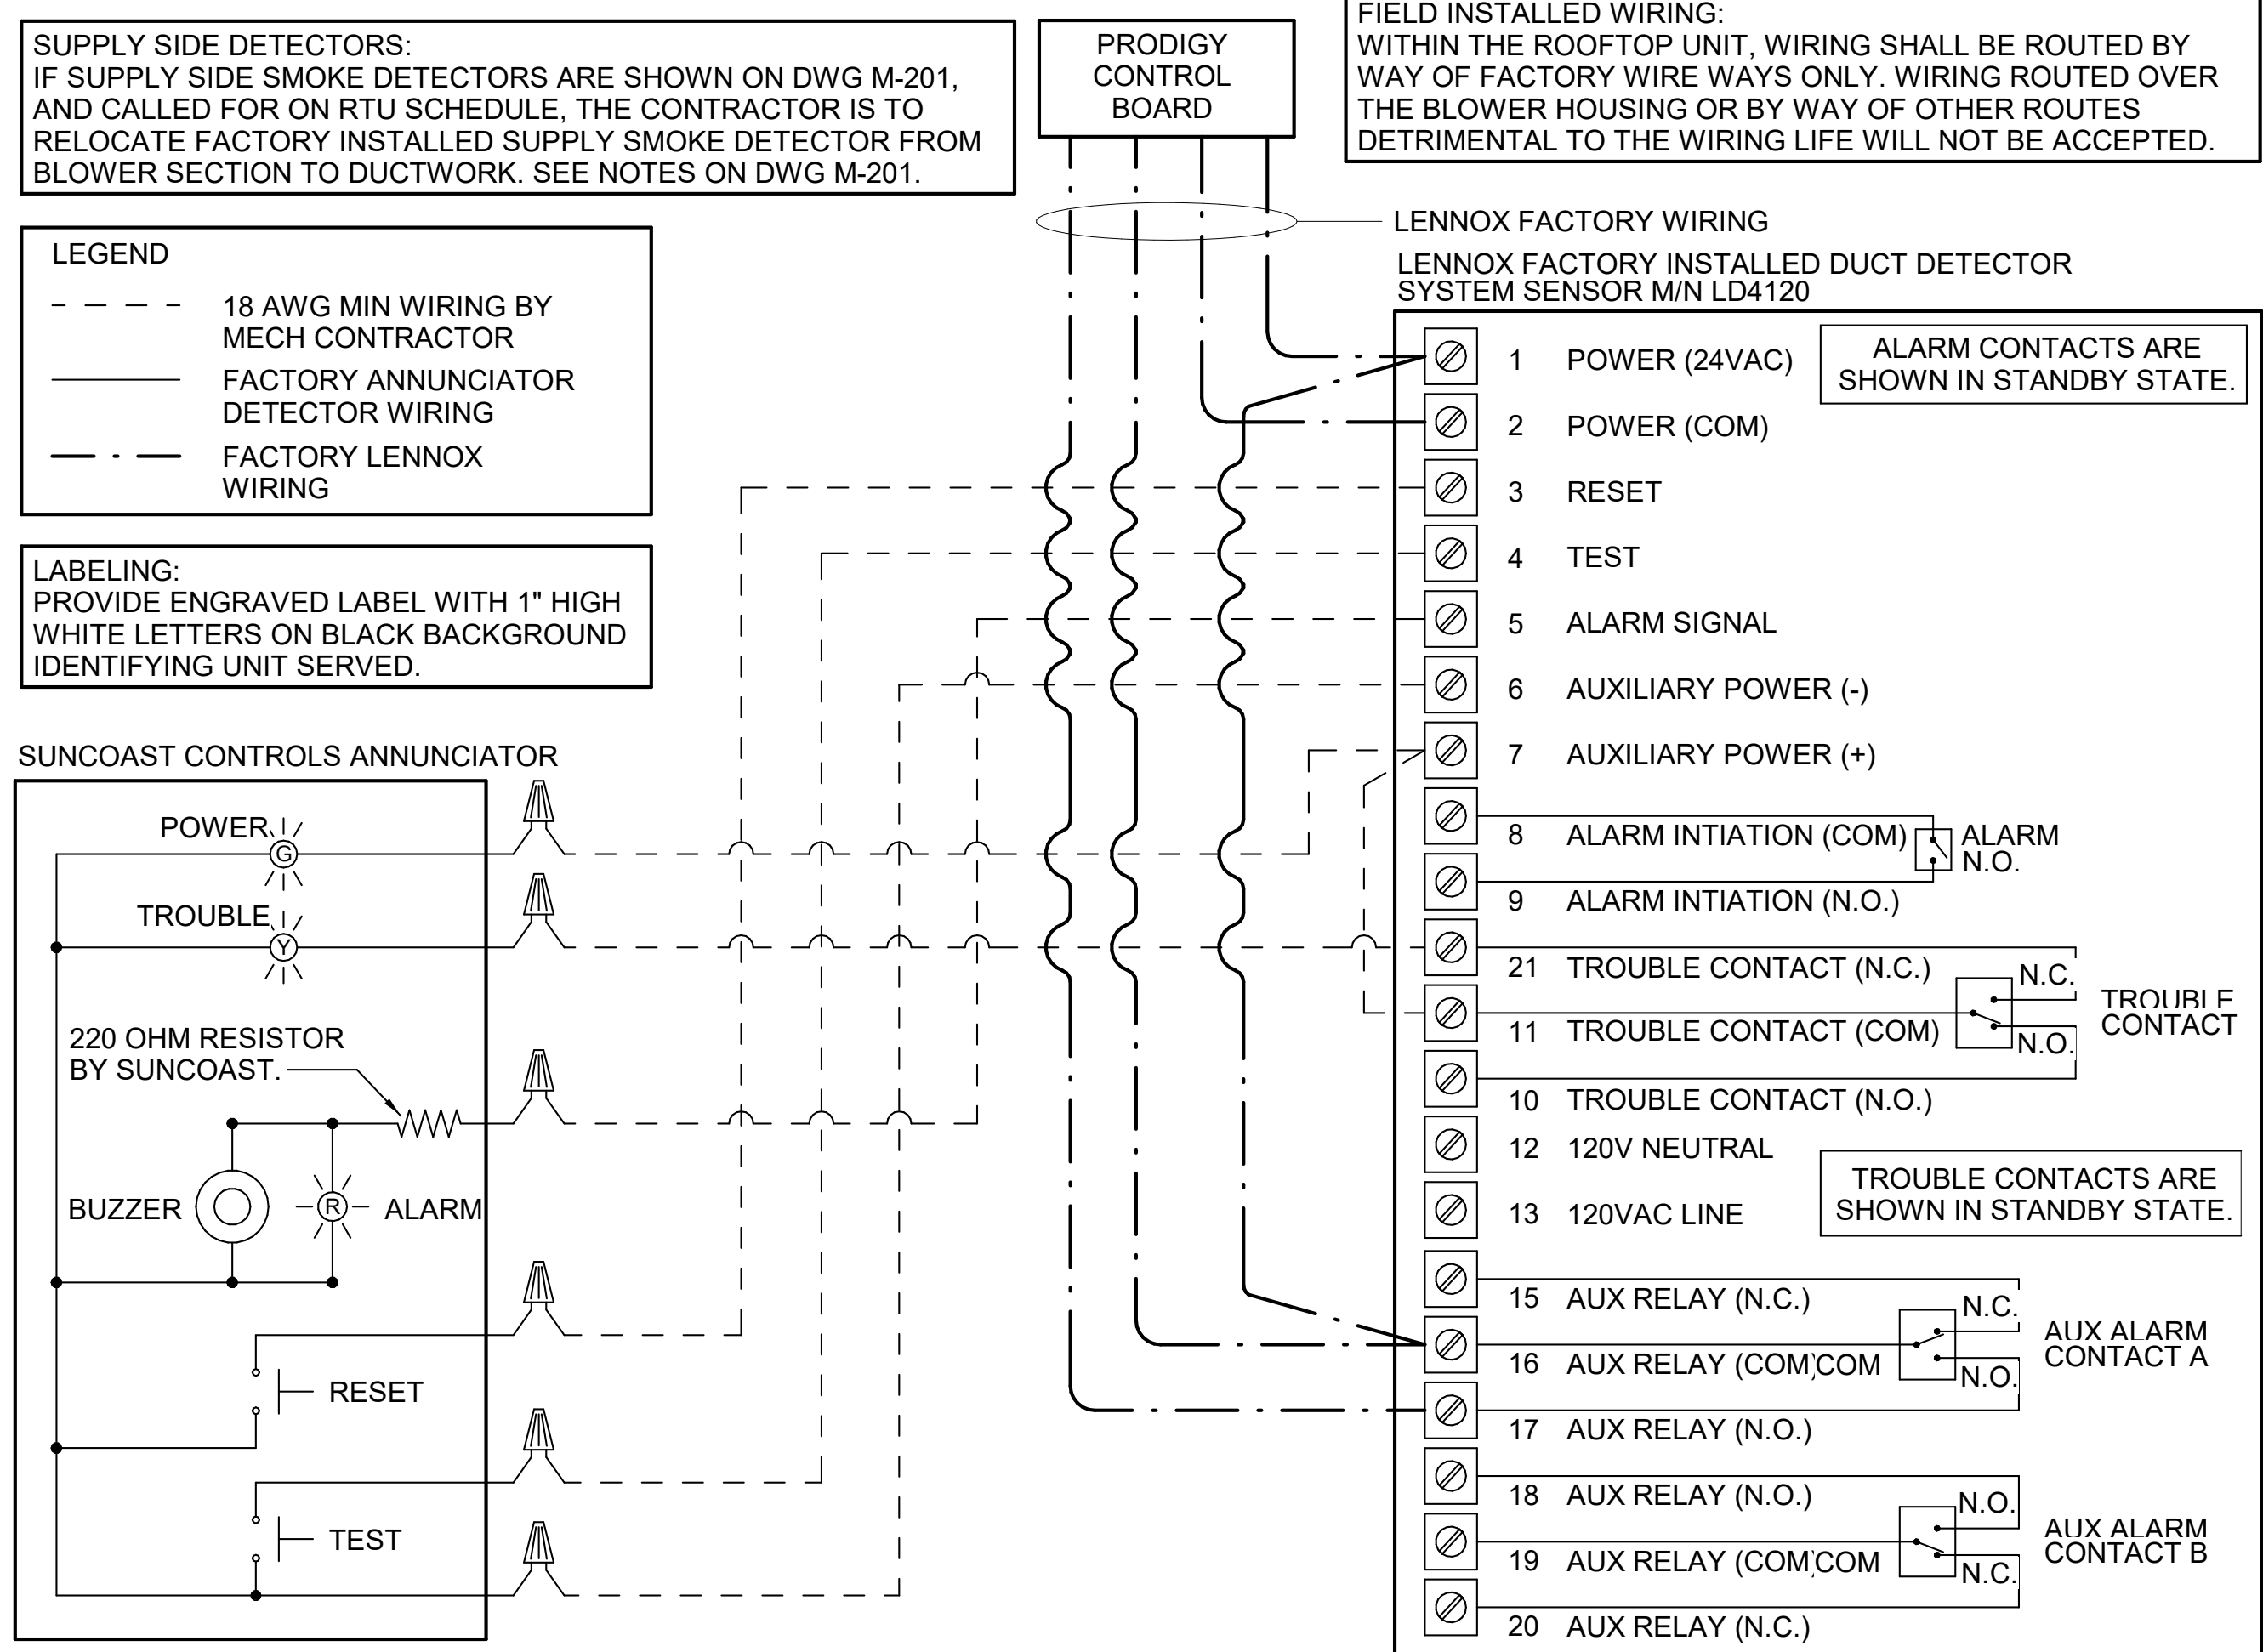 SUPPLY SIDE DETECTORS:
IF SUPPLY SIDE SMOKE DETECTORS ARE SHOWN ON DWG M-201,
AND CALLED FOR ON RTU SCHEDULE, THE CONTRACTOR IS TO
RELOCATE FACTORY INSTALLED SUPPLY SMOKE DETECTOR FROM
BLOWER SECTION TO DUCTWORK. SEE NOTES ON DWG M-201.
PRODIGY
CONTROL
BOARD
FIELD INSTALLED WIRING:
WITHIN THE ROOFTOP UNIT, WIRING SHALL BE ROUTED BY
WAY OF FACTORY WIRE WAYS ONLY. WIRING ROUTED OVER
THE BLOWER HOUSING OR BY WAY OF OTHER ROUTES
DETRIMENTAL TO THE WIRING LIFE WILL NOT BE ACCEPTED.
LEGEND
18 AWG MIN WIRING BY
MECH CONTRACTOR
FACTORY ANNUNCIATOR
DETECTOR WIRING
FACTORY LENNOX
WIRING
LABELING:
PROVIDE ENGRAVED LABEL WITH 1" HIGH
WHITE LETTERS ON BLACK BACKGROUND
IDENTIFYING UNIT SERVED.
SUNCOAST CONTROLS ANNUNCIATOR
POWER
G
TROUBLE
Y
220 OHM RESISTOR
BY SUNCOAST.
BUZZER
R
ALARM
RESET
TEST
LENNOX FACTORY WIRING
LENNOX FACTORY INSTALLED DUCT DETECTOR
SYSTEM SENSOR M/N LD4120
1 POWER (24VAC)
ALARM CONTACTS ARE
SHOWN IN STANDBY STATE.
2 POWER (COM)
3 RESET
4 TEST
5 ALARM SIGNAL
6 AUXILIARY POWER (-)
7 AUXILIARY POWER (+)
8 ALARM INTIATION (COM)
ALARM
N.O.
9 ALARM INTIATION (N.O.)
21 TROUBLE CONTACT (N.C.)
N.C.
TROUBLE
CONTACT
11 TROUBLE CONTACT (COM)
N.O.
10 TROUBLE CONTACT (N.O.)
12 120V NEUTRAL
13 120VAC LINE
TROUBLE CONTACTS ARE
SHOWN IN STANDBY STATE.
15 AUX RELAY (N.C.)
N.C.
AUX ALARM
CONTACT A
16 AUX RELAY (COM) COM
N.O.
17 AUX RELAY (N.O.)
18 AUX RELAY (N.O.)
N.O.
AUX ALARM
CONTACT B
19 AUX RELAY (COM) COM
N.C.
20 AUX RELAY (N.C.)